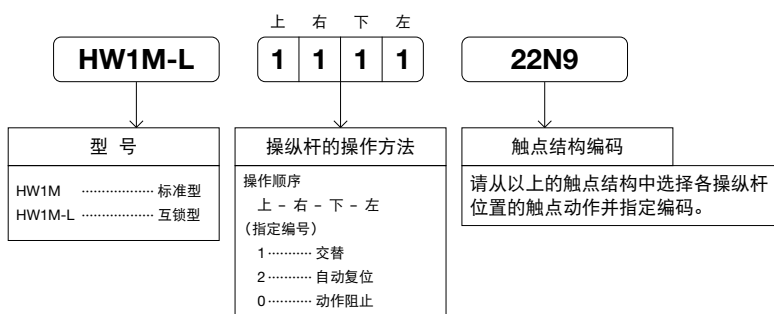 上 右 下 左
HW1M-L 1 1 1 1 22N9
型 号
HW1M ·················· 标准型
HW1M-L ·················· 互锁型
操纵杆的操作方法
操作顺序
上 – 右 – 下 – 左
（指定编号）
1 ··········· 交替
2 ··········· 自动复位
0 ··········· 动作阻止
触点结构编码
请从以上的触点结构中选择各操纵杆
位置的触点动作并指定编码。